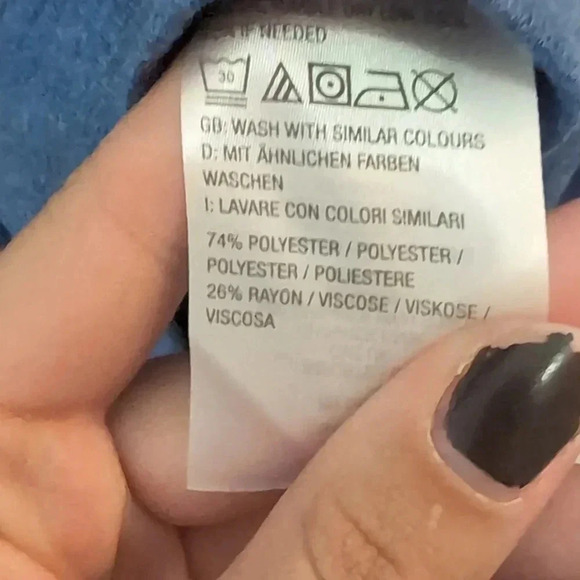 IF NEEDED
30
GB: WASH WITH SIMILAR COLOURS
D: MIT ÄHNLICHEN FARBEN
WASCHEN
I: LAVARE CON COLORI SIMILARI
74% POLYESTER / POLYESTER /
POLYESTER / POLIESTERE
26% RAYON / VISCOSE / VISKOSE /
VISCOSA